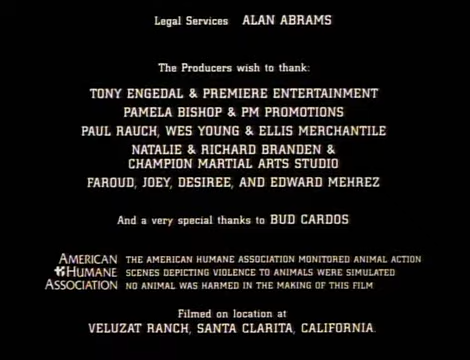 Legal Services ALAN ABRAMS
The Producers wish to thank:
TONY ENGEDAL & PREMIERE ENTERTAINMENT
PAMELA BISHOP & PM PROMOTIONS
PAUL RAUCH, WES YOUNG & ELLIS MERCHANTILE
NATALIE & RICHARD BRANDEN &
CHAMPION MARTIAL ARTS STUDIO
FAROUD, JOEY, DESIREE, AND EDWARD MEHREZ
And a very special thanks to BUD CARDOS
AMERICAN HUMANE ASSOCIATION
THE AMERICAN HUMANE ASSOCIATION MONITORED ANIMAL ACTION
SCENES DEPICTING VIOLENCE TO ANIMALS WERE SIMULATED
NO ANIMAL WAS HARMED IN THE MAKING OF THIS FILM
Filmed on location at
VELUZAT RANCH, SANTA CLARITA, CALIFORNIA.